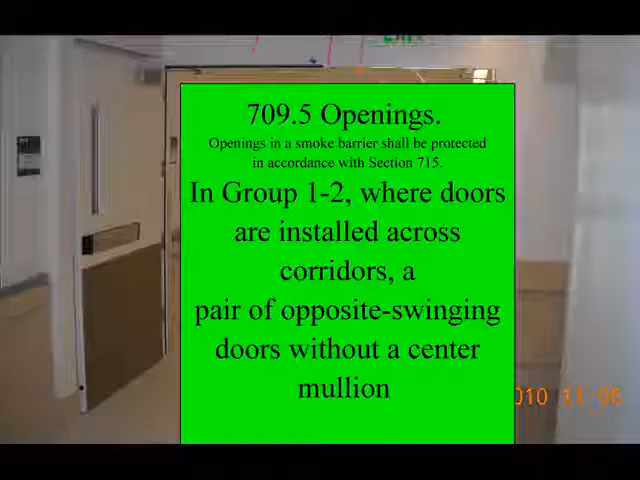 709.5 Openings.
Openings in a smoke barrier shall be protected
in accordance with Section 715.
In Group 1-2, where doors
are installed across
corridors, a
pair of opposite-swinging
doors without a center
mullion
010 11:06